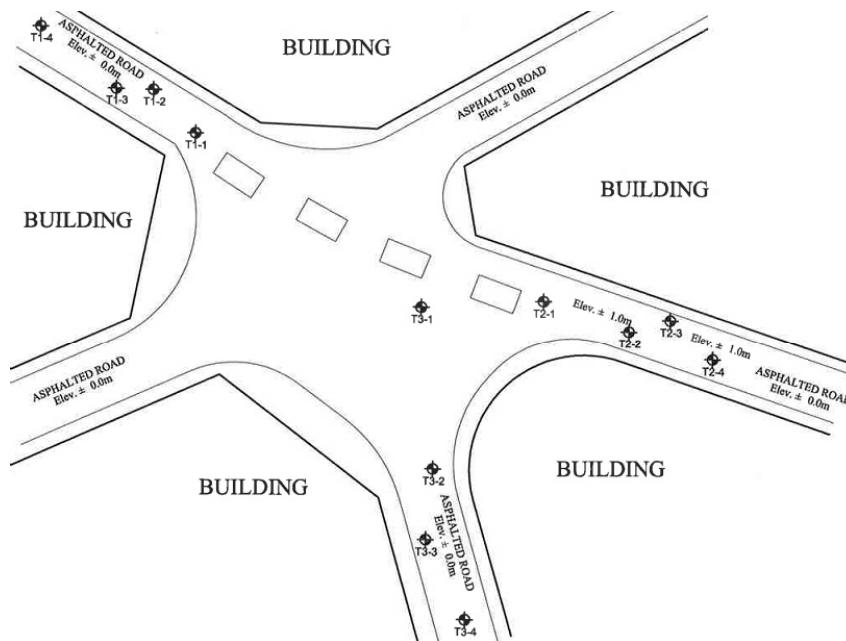 T1-4
ASPHALTED ROAD
Elev. ± 0.0m
BUILDING
T1-3
T1-2
T1-1
ASPHALTED ROAD
Elev. ± 0.0m
BUILDING
BUILDING
T3-1
T2-1
Elev. ± 1.0m
T2-2
T2-3
Elev. ± 1.0m
T2-4
ASPHALTED ROAD
Elev. ± 0.0m
ASPHALTED ROAD
Elev. ± 0.0m
BUILDING
BUILDING
T3-2
ASPHALTED ROAD
Elev. ± 0.0m
T3-3
T3-4